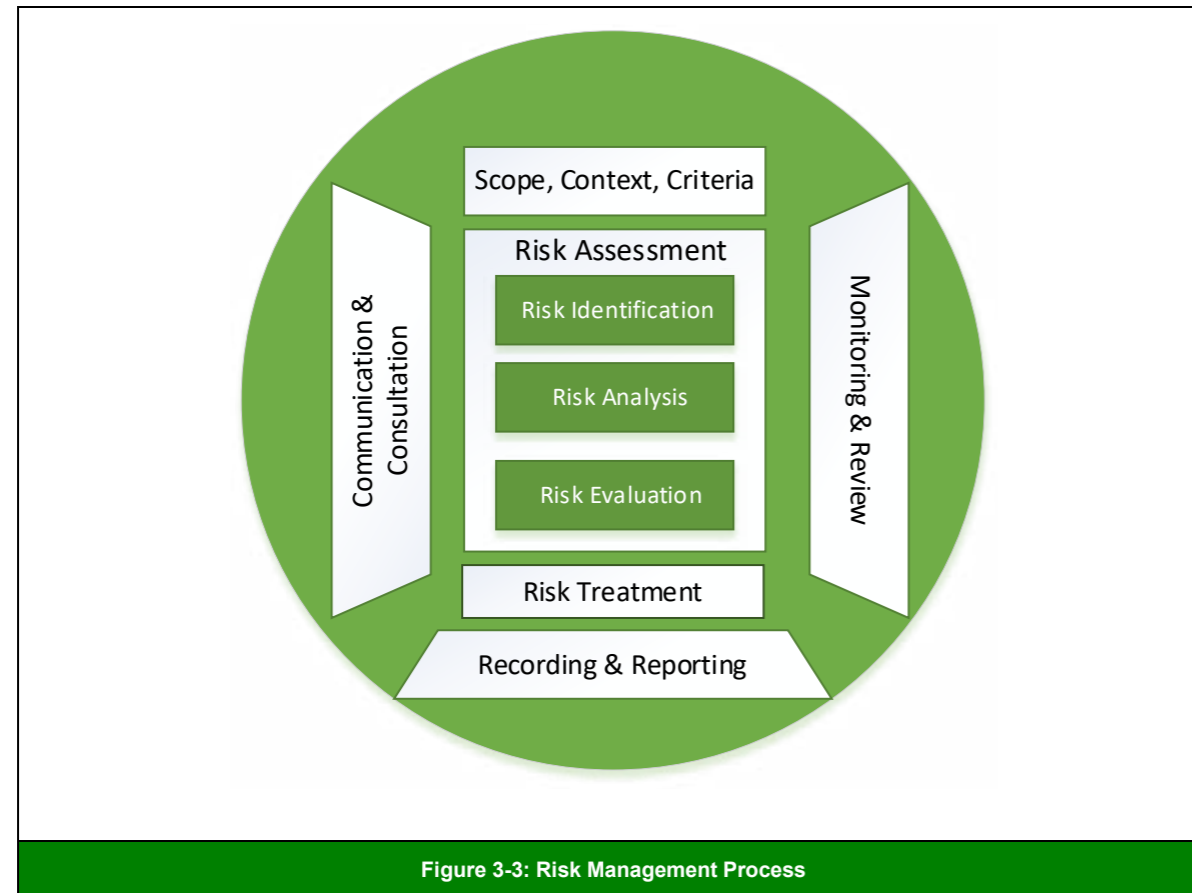 Scope, Context, Criteria
Risk Assessment
Risk Identification
Risk Analysis
Risk Evaluation
Risk Treatment
Recording & Reporting
Communication &
Consultation
Monitoring & Review
Figure 3-3: Risk Management Process